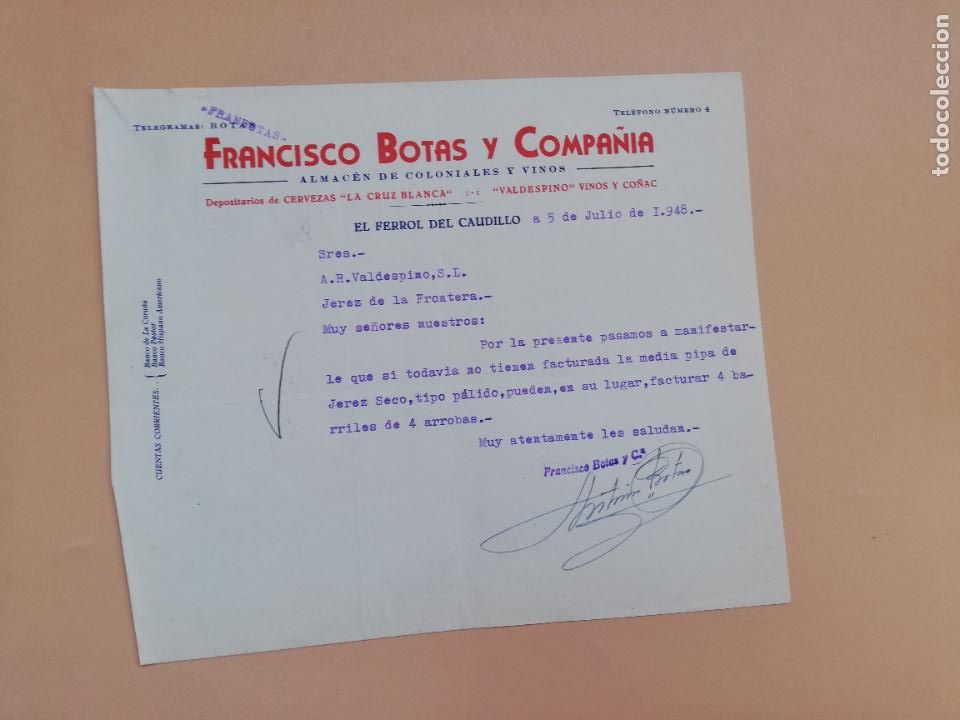 TELEGRAMAS: BOTAS
"FRANBOTAS"
TELÉFONO NÚMERO 4
FRANCISCO BOTAS Y COMPAÑIA
ALMACÉN DE COLONIALES Y VINOS
Depositarios de CERVEZAS "LA CRUZ BLANCA" :-: "VALDESPINO" VINOS Y COÑAC
EL FERROL DEL CAUDILLO a 5 de Julio de I.948.-
Sres.-
A.R.Valdespino,S.L.
Jerez de la Frontera.-
Muy señores nuestros:
Por la presente pasamos a manifestar-
le que si todavia no tienen facturada la media pipa de
Jerez Seco,tipo pálido,pueden,en su lugar,facturar 4 ba-
rriles de 4 arrobas.-
Muy atentamente les saludan.-
Francisco Botas y Cª
CUENTAS CORRIENTES..
Banco de La Coruña
Banco Pastor
Banco Hispano Americano
todocoleccion